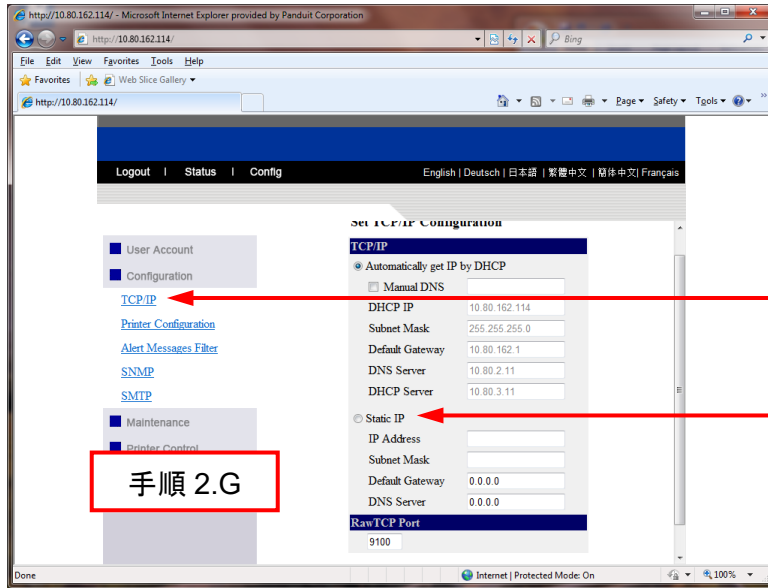 http://10.80.162.114/ - Microsoft Internet Explorer provided by Panduit Corporation
http://10.80.162.114/
Bing
File Edit View Favorites Tools Help
Favorites Web Slice Gallery
http://10.80.162.114/
Page Safety Tools »
Logout | Status | Config
English | Deutsch | 日本語 | 繁體中文 | 簡体中文| Français
Set TCP/IP Configuration
User Account
Configuration
TCP/IP
Printer Configuration
Alert Messages Filter
SNMP
SMTP
Maintenance
Printer Control
手順 2.G
TCP/IP
Automatically get IP by DHCP
Manual DNS
DHCP IP 10.80.162.114
Subnet Mask 255.255.255.0
Default Gateway 10.80.162.1
DNS Server 10.80.2.11
DHCP Server 10.80.3.11
Static IP
IP Address
Subnet Mask
Default Gateway 0.0.0.0
DNS Server 0.0.0.0
RawTCP Port
9100
Done
Internet | Protected Mode: On
100%